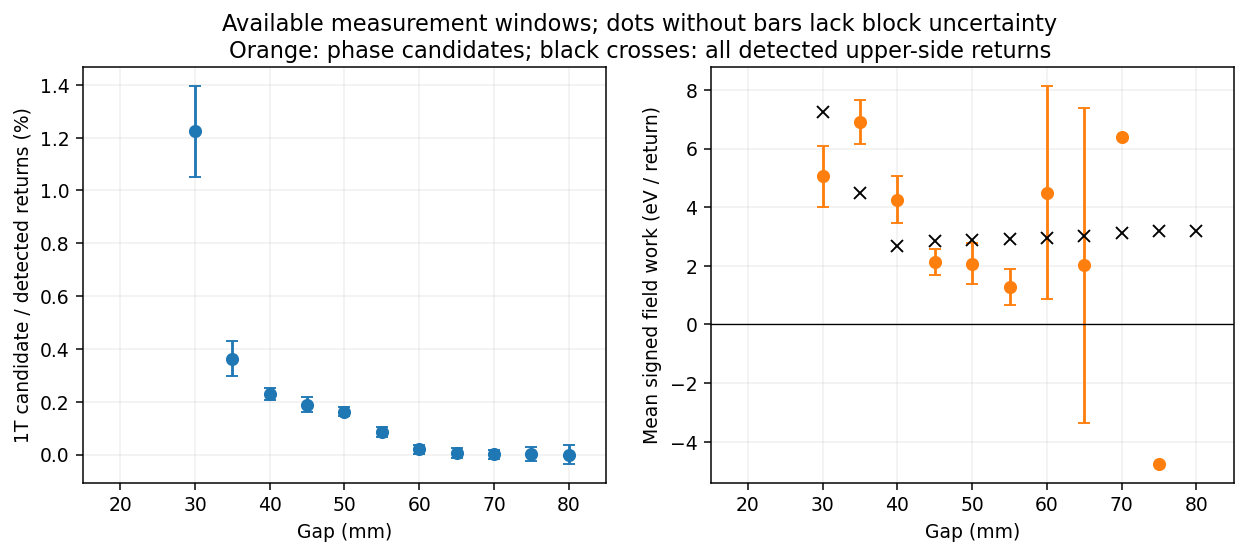 Available measurement windows; dots without bars lack block uncertainty
Orange: phase candidates; black crosses: all detected upper-side returns
1T candidate / detected returns (%)
1.4
1.2
1.0
0.8
0.6
0.4
0.2
0.0
20 30 40 50 60 70 80
Gap (mm)
Mean signed field work (eV / return)
8
6
4
2
0
−2
−4
20 30 40 50 60 70 80
Gap (mm)